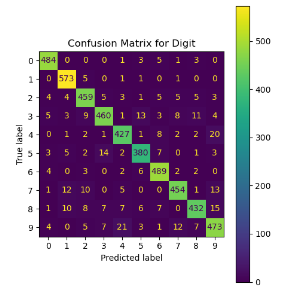 Confusion Matrix for Digit
0 484 0 0 0 1 3 5 1 3 0
1 0 573 5 0 1 1 0 1 0 0
2 4 4 459 5 3 1 5 5 5 3
3 5 3 9 460 1 13 3 8 11 4
4 0 1 2 1 427 1 8 2 2 20
5 3 5 2 14 2 380 7 0 1 3
6 4 0 3 0 2 6 489 2 2 0
7 1 12 10 0 5 0 0 454 1 13
8 1 10 8 7 7 6 7 0 432 15
9 4 0 5 7 21 3 1 12 7 473
0 1 2 3 4 5 6 7 8 9
Predicted label
True label
500
400
300
200
100
0